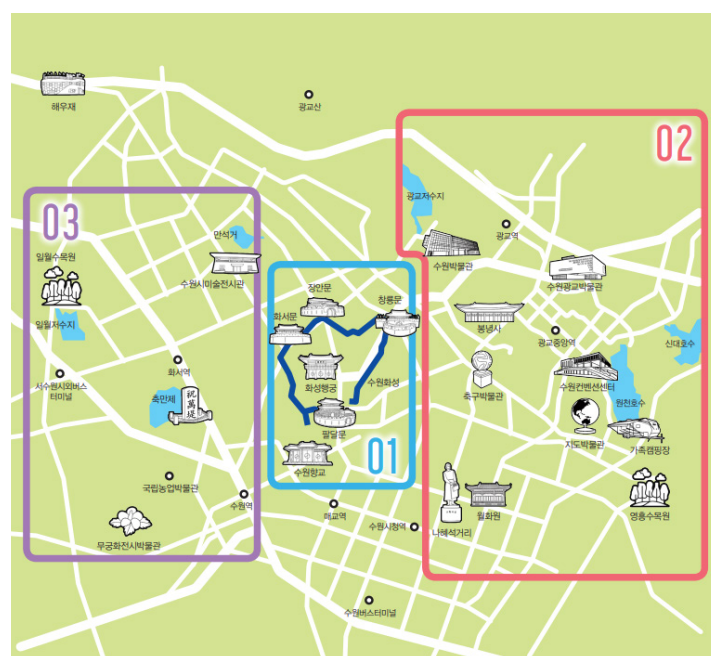 해우재
광교산
02
03
01
광교저수지
광교역
만석거
일월수목원
수원박물관
수원시미술전시관
수원광교박물관
장안문
창룡문
화서문
일월저수지
봉녕사
신대호수
광교중앙역
화서역
화성행궁
수원화성
서수원시외버스
터미널
축구박물관
수원컨벤션센터
원천호수
축만제
祝萬堤
팔달문
지도박물관
가족캠핑장
수원향교
국립농업박물관
수원역
매교역
수원시청역
나혜석거리
월화원
영흥수목원
무궁화전시박물관
수원버스터미널